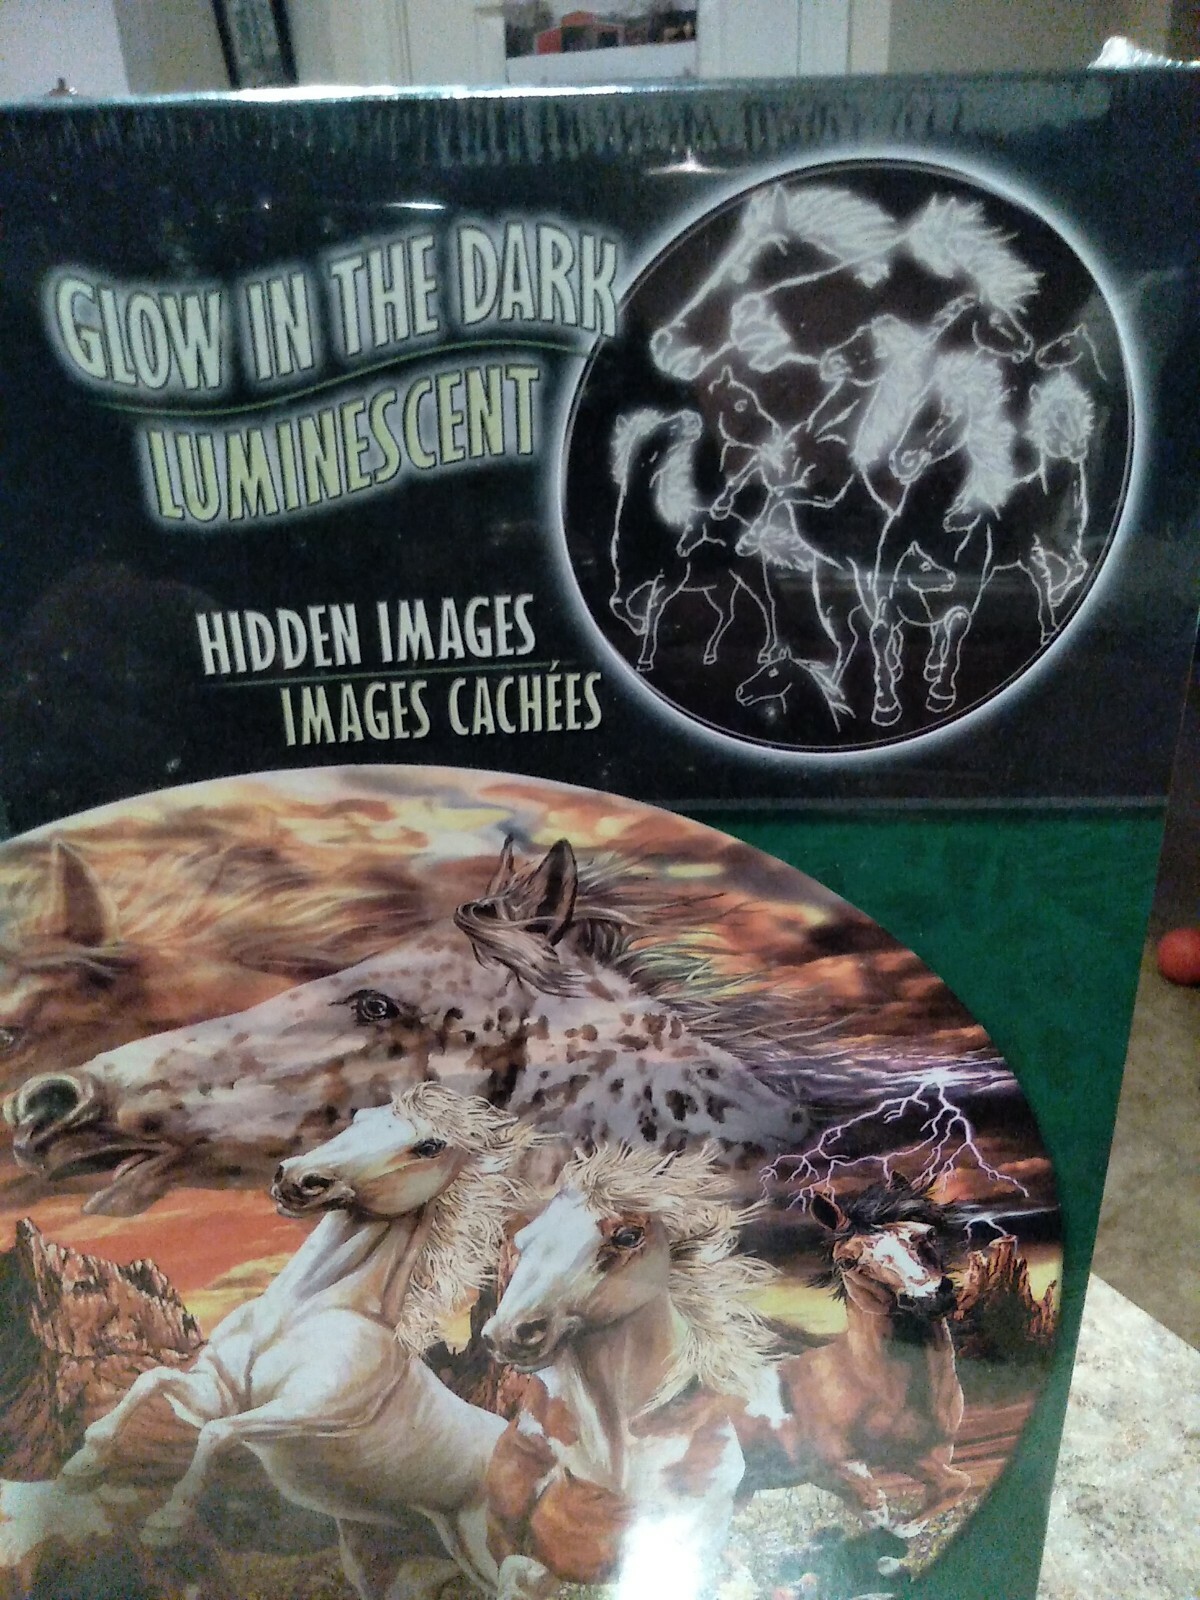 GLOW IN THE DARK
LUMINESCENT
HIDDEN IMAGES
IMAGES CACHÉES